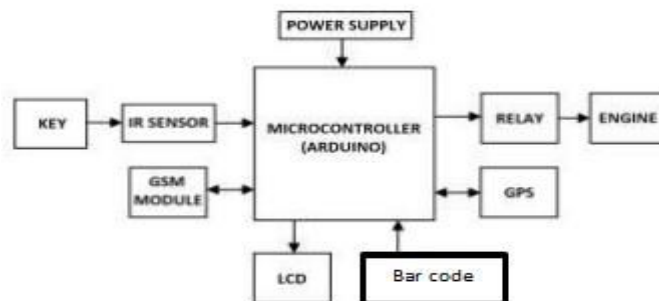 POWER SUPPLY
KEY
IR SENSOR
MICROCONTROLLER
(ARDUINO)
RELAY
ENGINE
GSM
MODULE
GPS
LCD
Bar code